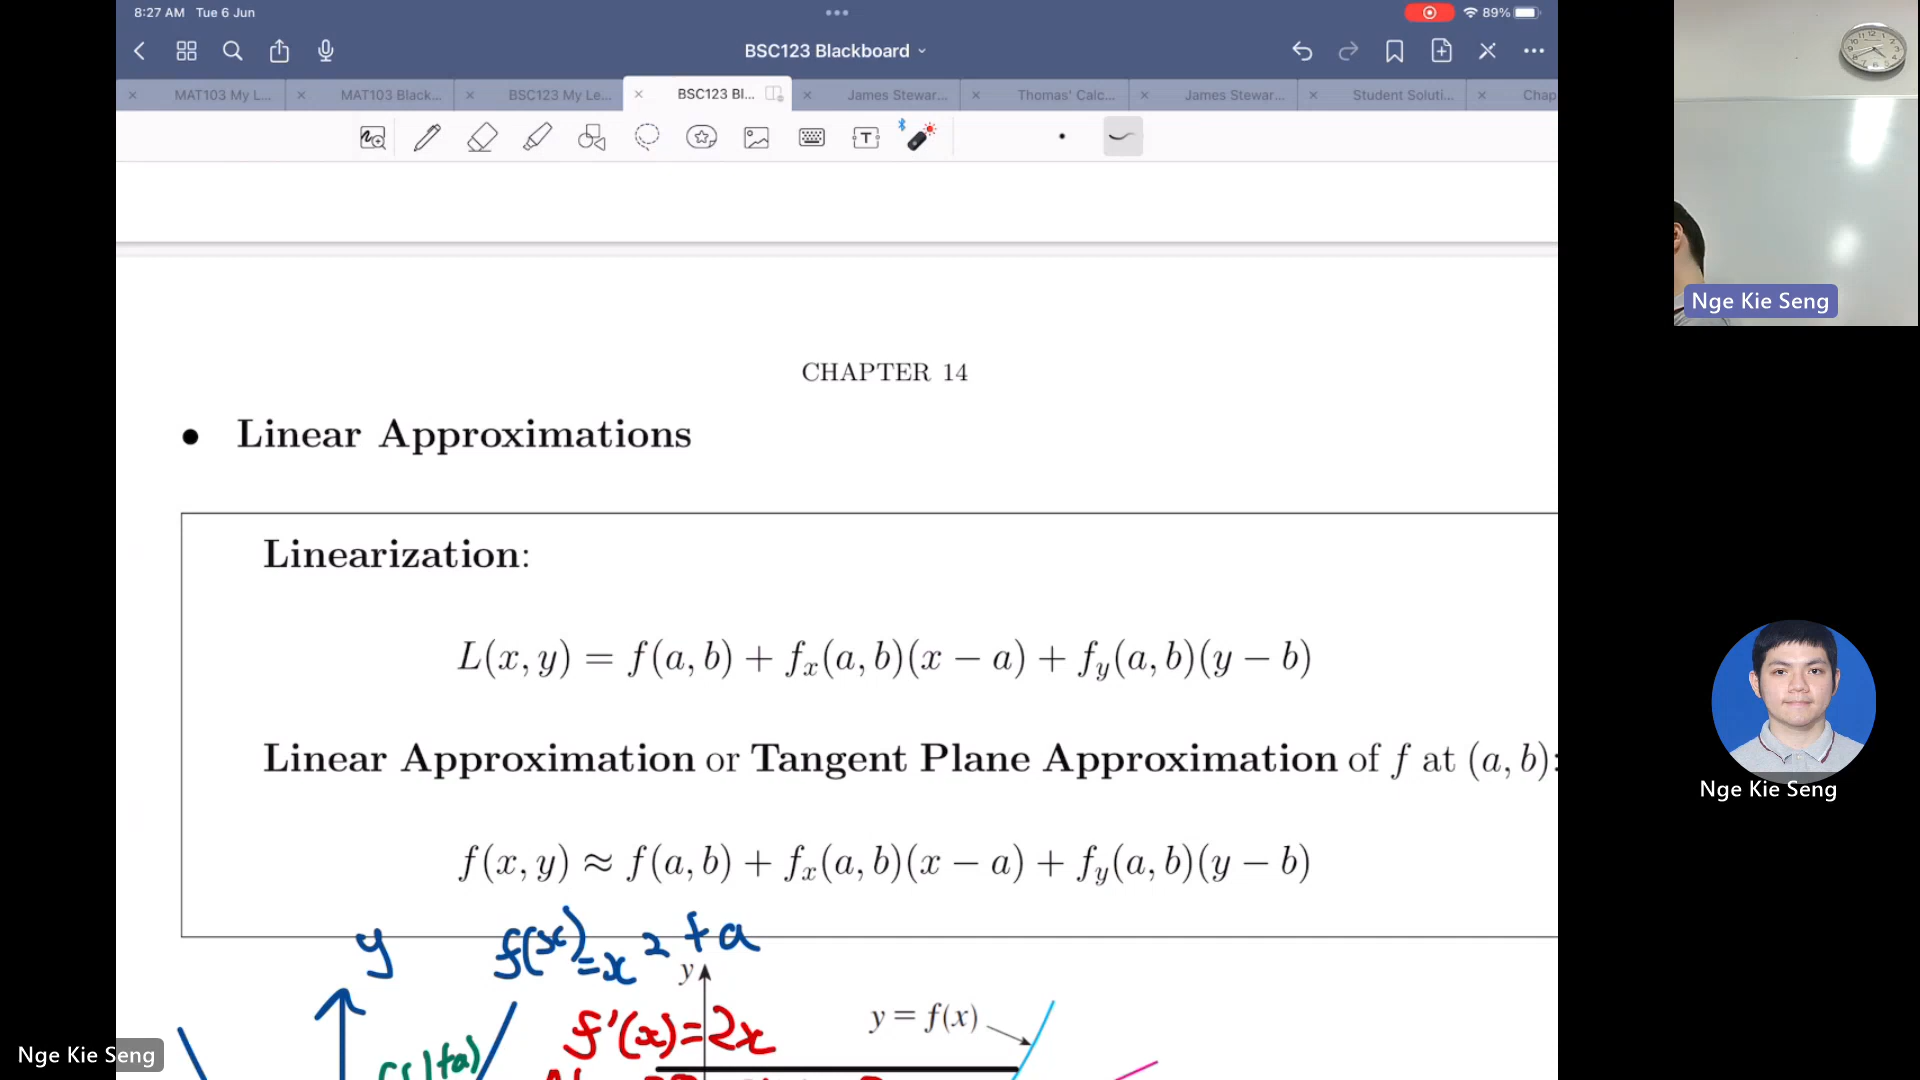 8:27 AM Tue 6 Jun
89%
BSC123 Blackboard
MAT103 My L...
MAT103 Black...
BSC123 My Le...
BSC123 Bl...
James Stewar...
Thomas' Calc...
James Stewar...
Student Soluti...
Chap
CHAPTER 14
• Linear Approximations
Linearization:
L(x, y) = f(a, b) + fₓ(a, b)(x − a) + f_y(a, b)(y − b)
Linear Approximation or Tangent Plane Approximation of f at (a, b):
f(x, y) ≈ f(a, b) + fₓ(a, b)(x − a) + f_y(a, b)(y − b)
y
f(x)=x² + a
y
y = f(x)
f'(x)=2x
Nge Kie Seng
Nge Kie Seng
Nge Kie Seng